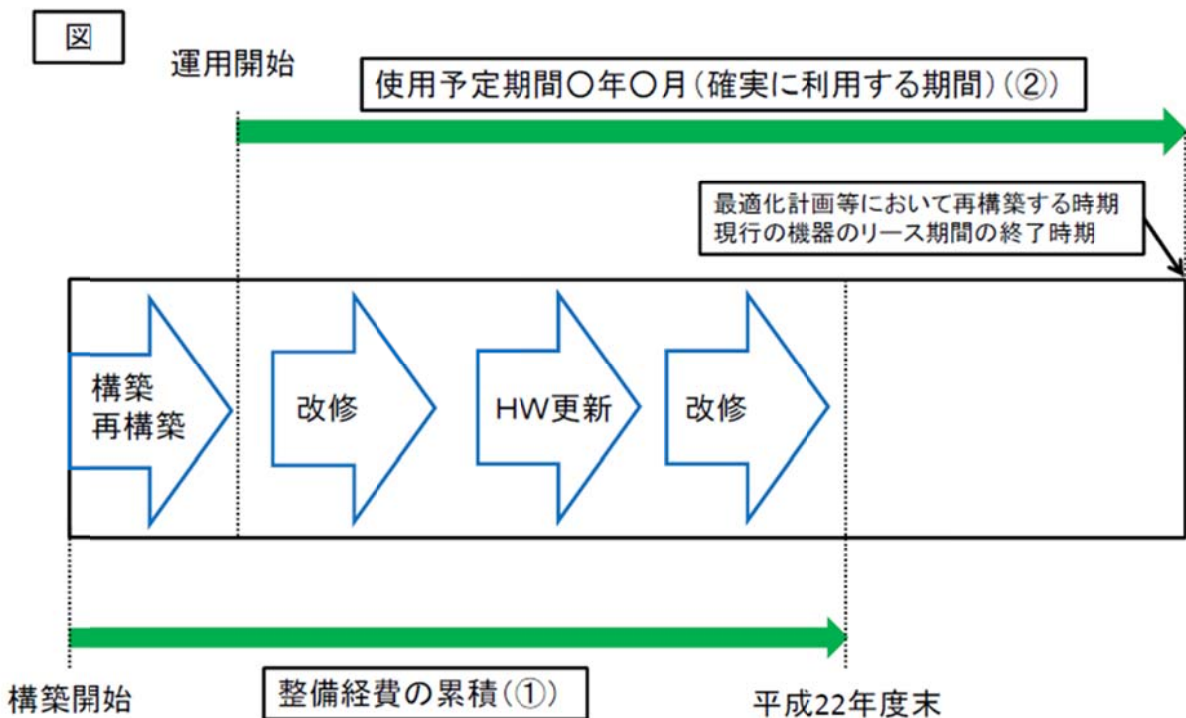 図
運用開始
使用予定期間〇年〇月(確実に利用する期間)(②)
最適化計画等において再構築する時期
現行の機器のリース期間の終了時期
構築
再構築
改修
HW更新
改修
構築開始
整備経費の累積(①)
平成22年度末